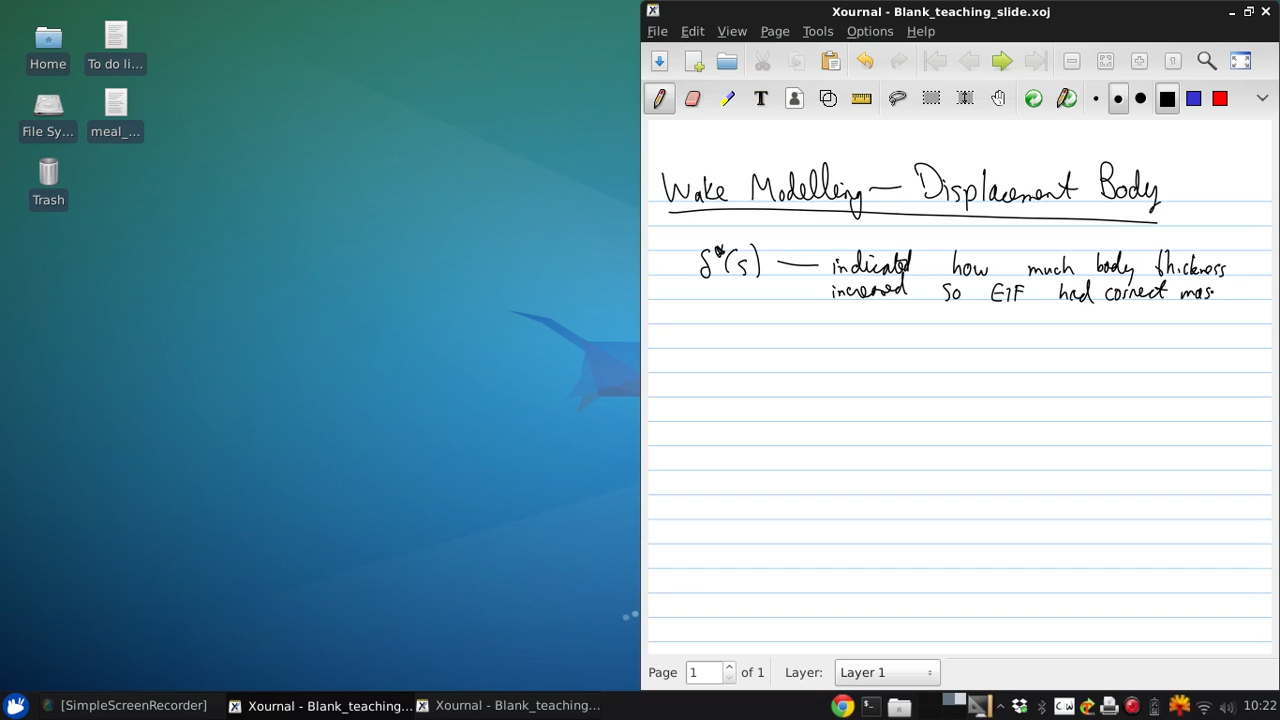 Home
To do li...
File Sy...
meal_...
Trash
Xournal - Blank_teaching_slide.xoj
File Edit View Page Tools Options Help
T
Wake Modelling — Displacement Body
δ*(s) — indicated how much body thickness
increased so EIF had correct mas
Page 1 of 1 Layer: Layer 1
[SimpleScreenRecorder] Xournal - Blank_teaching... Xournal - Blank_teaching... 10:22